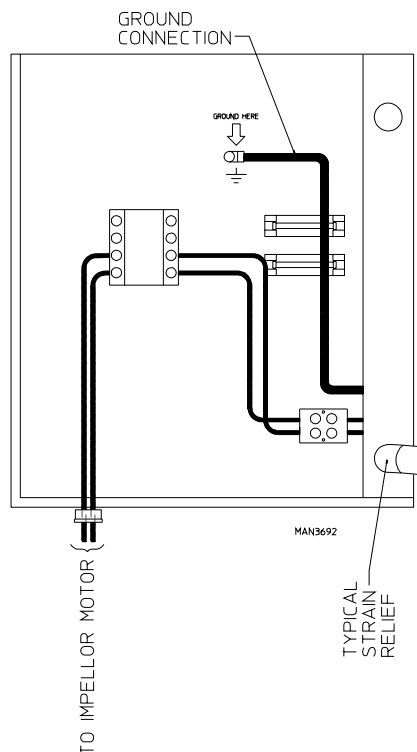 GROUND
CONNECTION
GROUND HERE
MAN3692
TO IMPELLOR MOTOR
TYPICAL
STRAIN
RELIEF